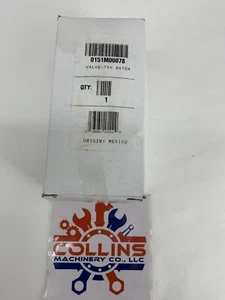 0151M00078
VALVE-TXV R410A
QTY:
1
ORIGIN: MEXICO
COLLINS
MACHINERY CO., LLC